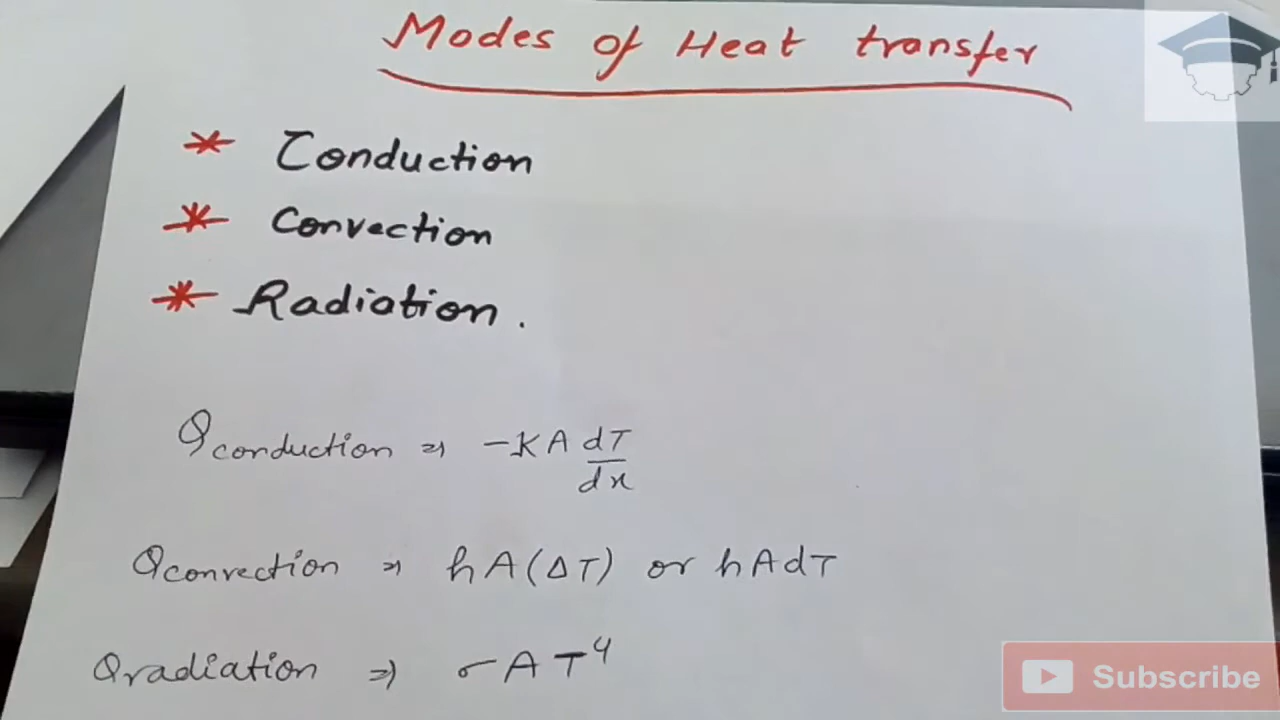 Modes of Heat transfer
* Conduction
* Convection
* Radiation.
Qconduction ⇒ -KA dT/dx
Qconvection ⇒ hA(ΔT) or hAdT
Qradiation ⇒ σAT⁴
Subscribe